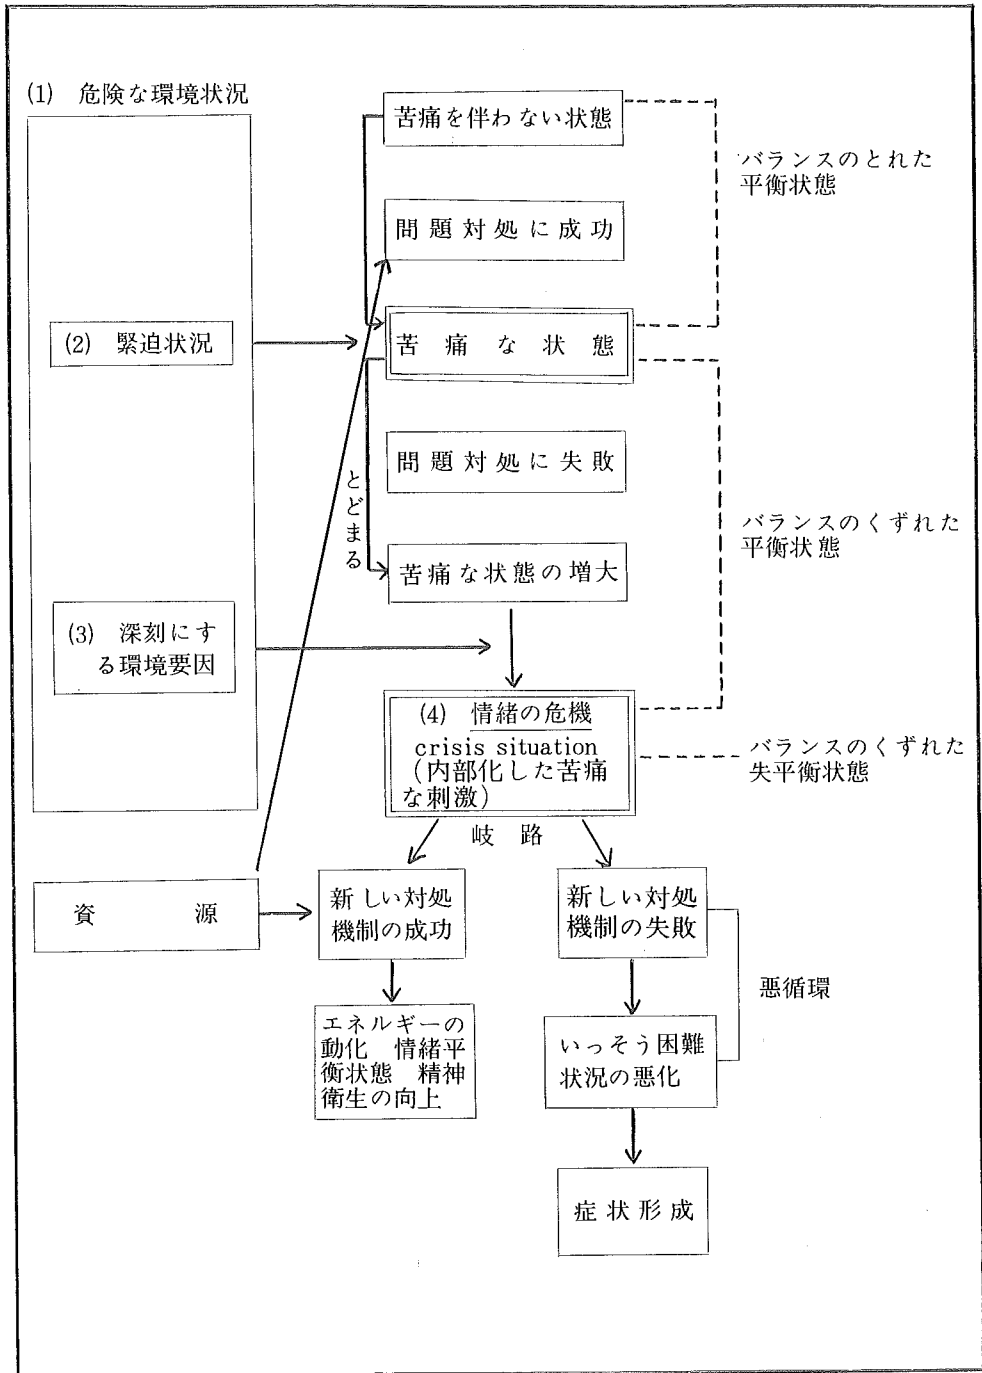 (1) 危険な環境状況
苦痛を伴わない状態
バランスのとれた
平衡状態
問題対処に成功
(2) 緊迫状況
苦痛な状態
問題対処に失敗
とどまる
バランスのくずれた
平衡状態
苦痛な状態の増大
(3) 深刻にす
る環境要因
(4) 情緒の危機
crisis situation
(内部化した苦痛
な刺激)
バランスのくずれた
失平衡状態
岐路
資源
新しい対処
機制の成功
新しい対処
機制の失敗
悪循環
エネルギーの
動化 情緒平
衡状態 精神
衛生の向上
いっそう困難
状況の悪化
症状形成